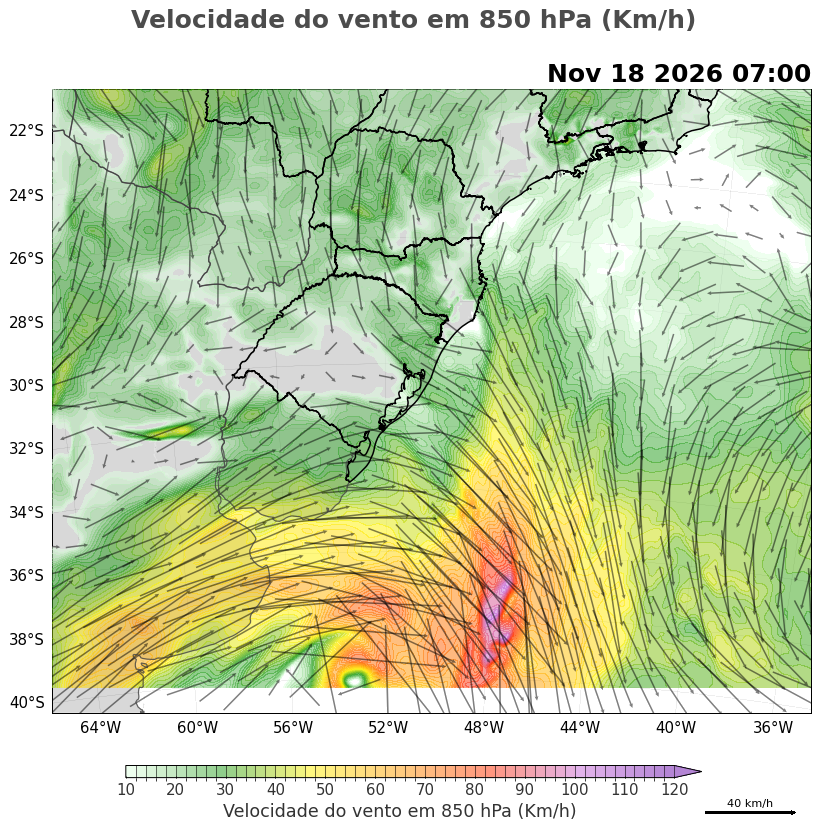 Velocidade do vento em 850 hPa (Km/h)
Nov 18 2026 07:00
22°S
24°S
26°S
28°S
30°S
32°S
34°S
36°S
38°S
40°S
64°W 60°W 56°W 52°W 48°W 44°W 40°W 36°W
10 20 30 40 50 60 70 80 90 100 110 120
Velocidade do vento em 850 hPa (Km/h)
40 km/h